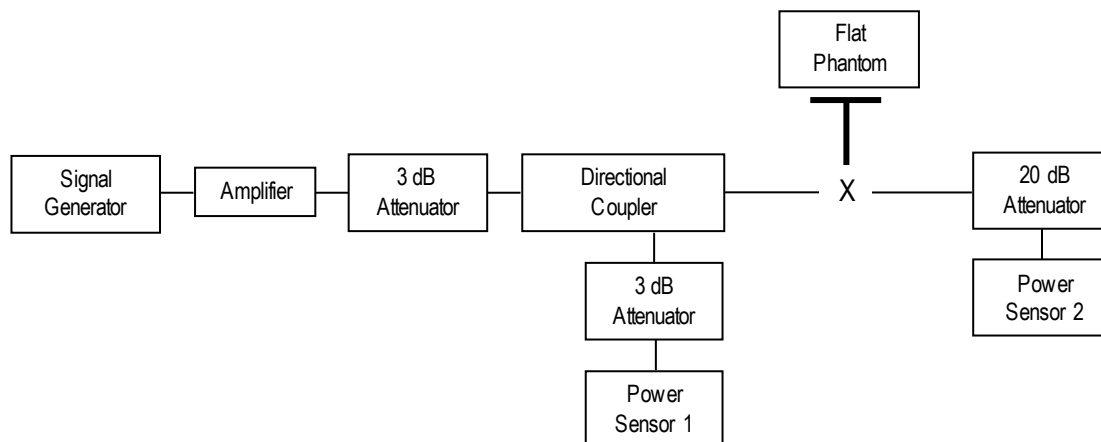 Flat
Phantom
Signal
Generator
Amplifier
3 dB
Attenuator
Directional
Coupler
X
20 dB
Attenuator
3 dB
Attenuator
Power
Sensor 2
Power
Sensor 1